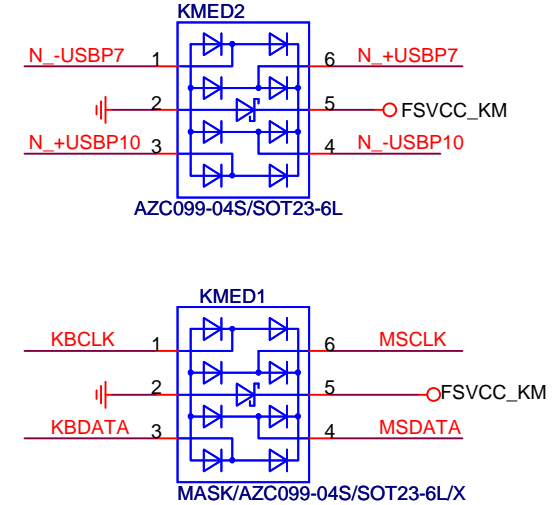 KMED2
N_-USBP7 1 6 N_+USBP7
2 5 FSVCC_KM
N_+USBP10 3 4 N_-USBP10
AZC099-04S/SOT23-6L
KMED1
KBCLK 1 6 MSCLK
2 5 FSVCC_KM
KBDATA 3 4 MSDATA
MASK/AZC099-04S/SOT23-6L/X